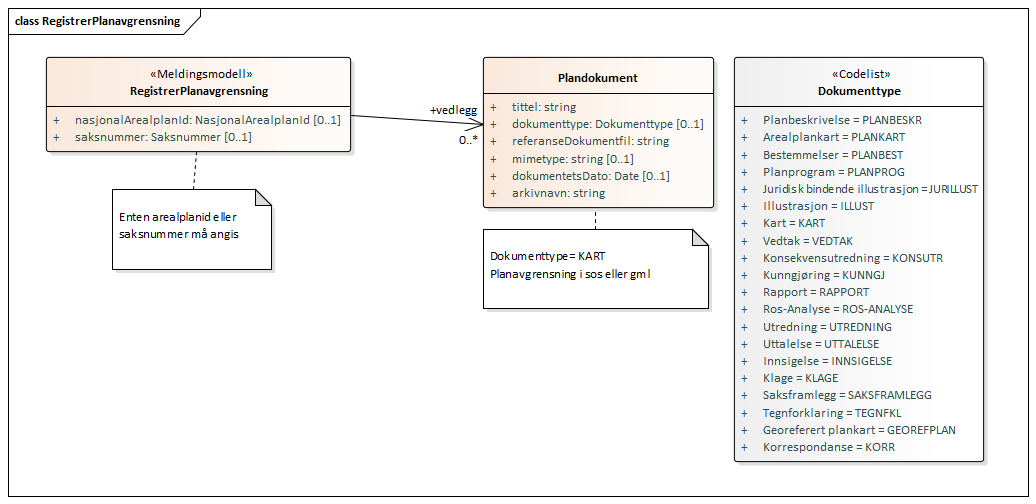 class RegistrerPlanavgrensning
«Meldingsmodell»
RegistrerPlanavgrensning
+ nasjonalArealplanId: NasjonalArealplanId [0..1]
+ saksnummer: Saksnummer [0..1]
Enten arealplanid eller
saksnummer må angis
+vedlegg
0..*
Plandokument
+ tittel: string
+ dokumenttype: Dokumenttype [0..1]
+ referanseDokumentfil: string
+ mimetype: string [0..1]
+ dokumentetsDato: Date [0..1]
+ arkivnavn: string
Dokumenttype= KART
Planavgrensning i sos eller gml
«Codelist»
Dokumenttype
+ Planbeskrivelse = PLANBESKR
+ Arealplankart = PLANKART
+ Bestemmelser = PLANBEST
+ Planprogram = PLANPROG
+ Juridisk bindende illustrasjon = JURILLUST
+ Illustrasjon = ILLUST
+ Kart = KART
+ Vedtak = VEDTAK
+ Konsekvensutredning = KONSUTR
+ Kunngjøring = KUNNGJ
+ Rapport = RAPPORT
+ Ros-Analyse = ROS-ANALYSE
+ Utredning = UTREDNING
+ Uttalelse = UTTALELSE
+ Innsigelse = INNSIGELSE
+ Klage = KLAGE
+ Saksframlegg = SAKSFRAMLEGG
+ Tegnforklaring = TEGNFKL
+ Georeferert plankart = GEOREFPLAN
+ Korrespondanse = KORR